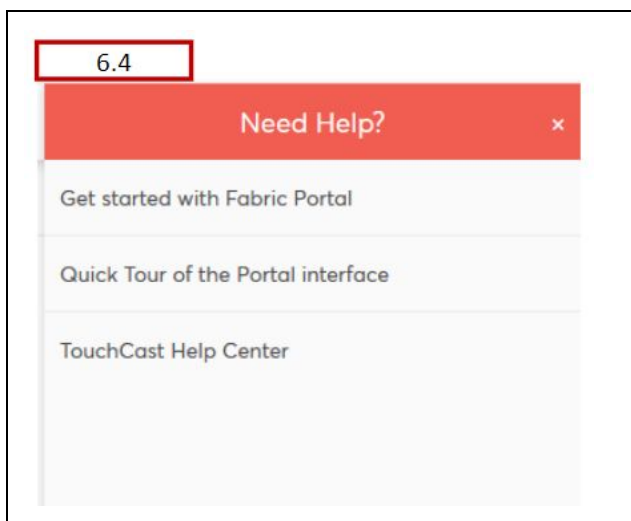 6.4
Need Help? ×
Get started with Fabric Portal
Quick Tour of the Portal interface
TouchCast Help Center